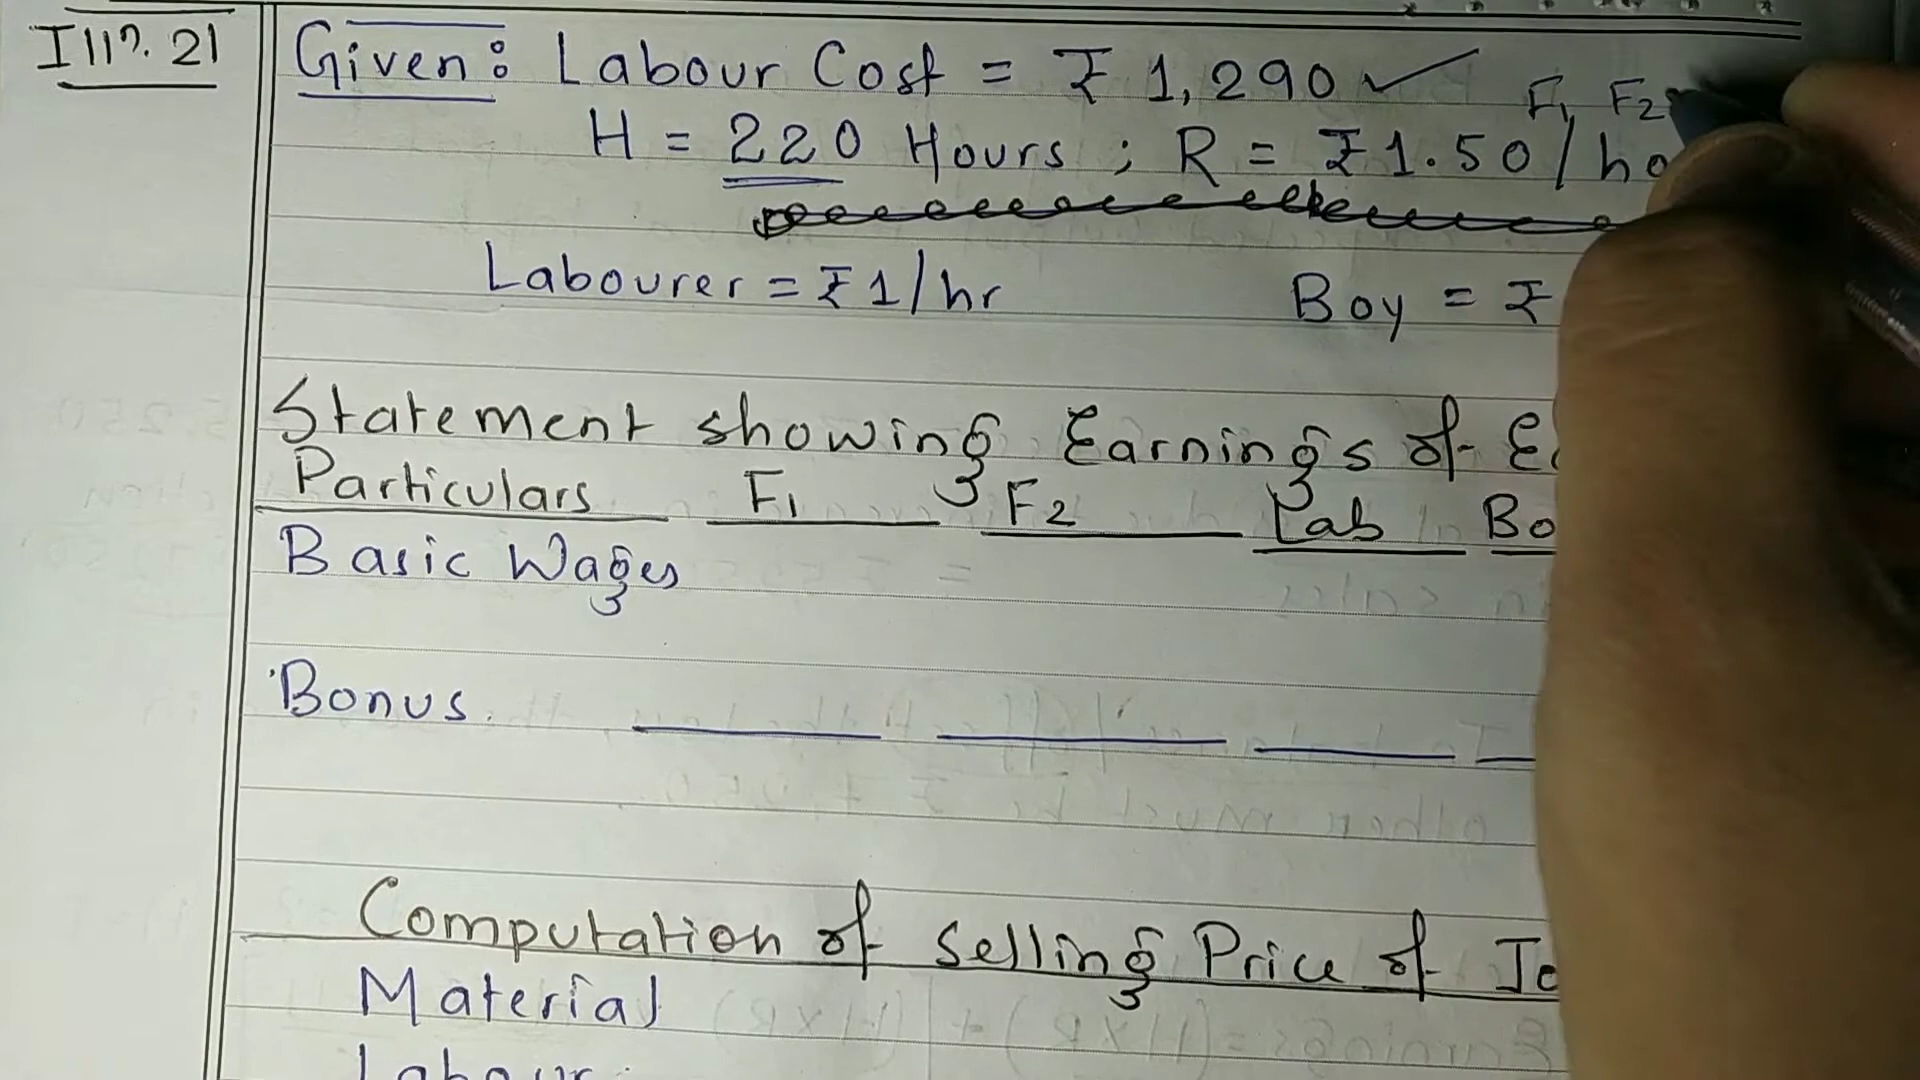 Illn. 21
Given: Labour Cost = ₹ 1,290 ✓
F1 F2
H = 220 Hours ; R = ₹1.50/ho
Labourer = ₹1/hr Boy = ₹
Statement showing Earnings of
Particulars F1 F2 Lab Bo
Basic Wages
Bonus.
Computation of Selling Price of
Material
Labour